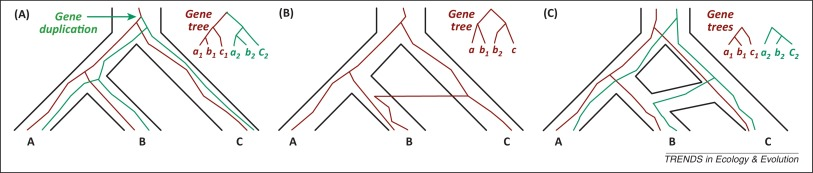 (A)
Gene
duplication
Gene
tree
a1 b1 c1 a2 b2 C2
A B C
(B)
Gene
tree
a b1 b2 c
A B C
(C)
Gene
trees
a1 b1 c1 a2 b2 C2
A B C
TRENDS in Ecology & Evolution